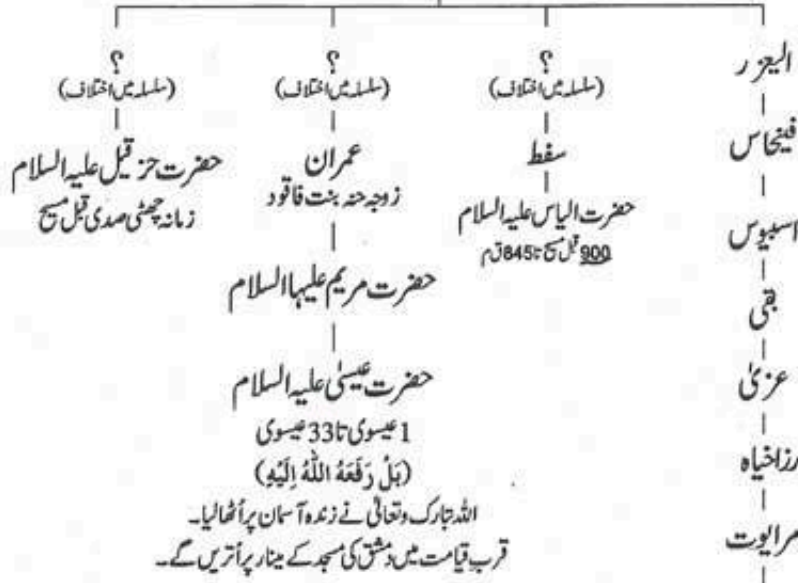 الیعزر
؟
؟
؟
(سلسلہ میں اختلاف)
(سلسلہ میں اختلاف)
(سلسلہ میں اختلاف)
فینحاس
سفط
عمران
حضرت حزقیل علیہ السلام
زوجہ حنہ بنت فاقود
زمانہ چھٹی صدی قبل مسیح
حضرت الیاس علیہ السلام
اسبیوس
900 قبل مسیح تا 845 ق م
حضرت مریم علیہا السلام
بقی
حضرت عیسیٰ علیہ السلام
عزیٰ
1 عیسوی تا 33 عیسوی
رزاخیاہ
(بَلْ رَفَعَهُ اللّٰهُ اِلَيْهِ)
اللہ تبارک وتعالیٰ نے زندہ آسمان پر اُٹھالیا۔
مرایوت
قرب قیامت میں دمشق کی مسجد کے مینار پر اُتریں گے۔